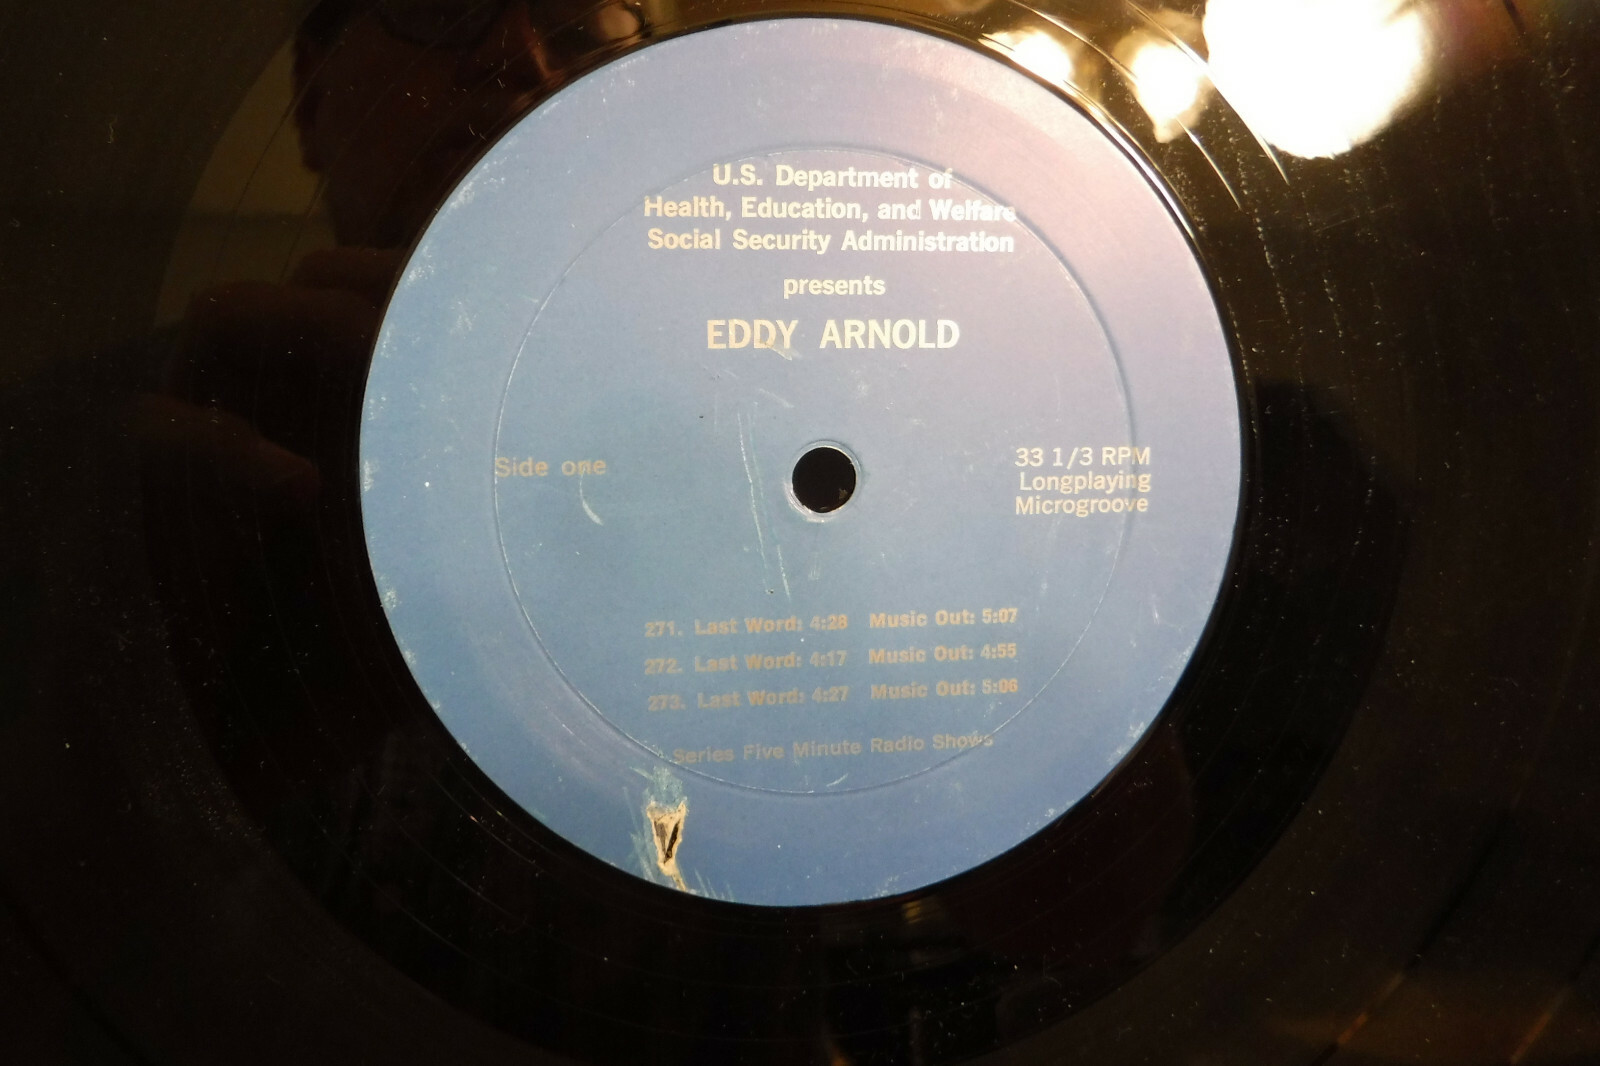 U.S. Department of
Health, Education, and Welfare
Social Security Administration
presents
EDDY ARNOLD
Side one
33 1/3 RPM
Longplaying
Microgroove
271. Last Word: 4:28 Music Out: 5:07
272. Last Word: 4:17 Music Out: 4:55
273. Last Word: 4:27 Music Out: 5:06
Series Five Minute Radio Shows